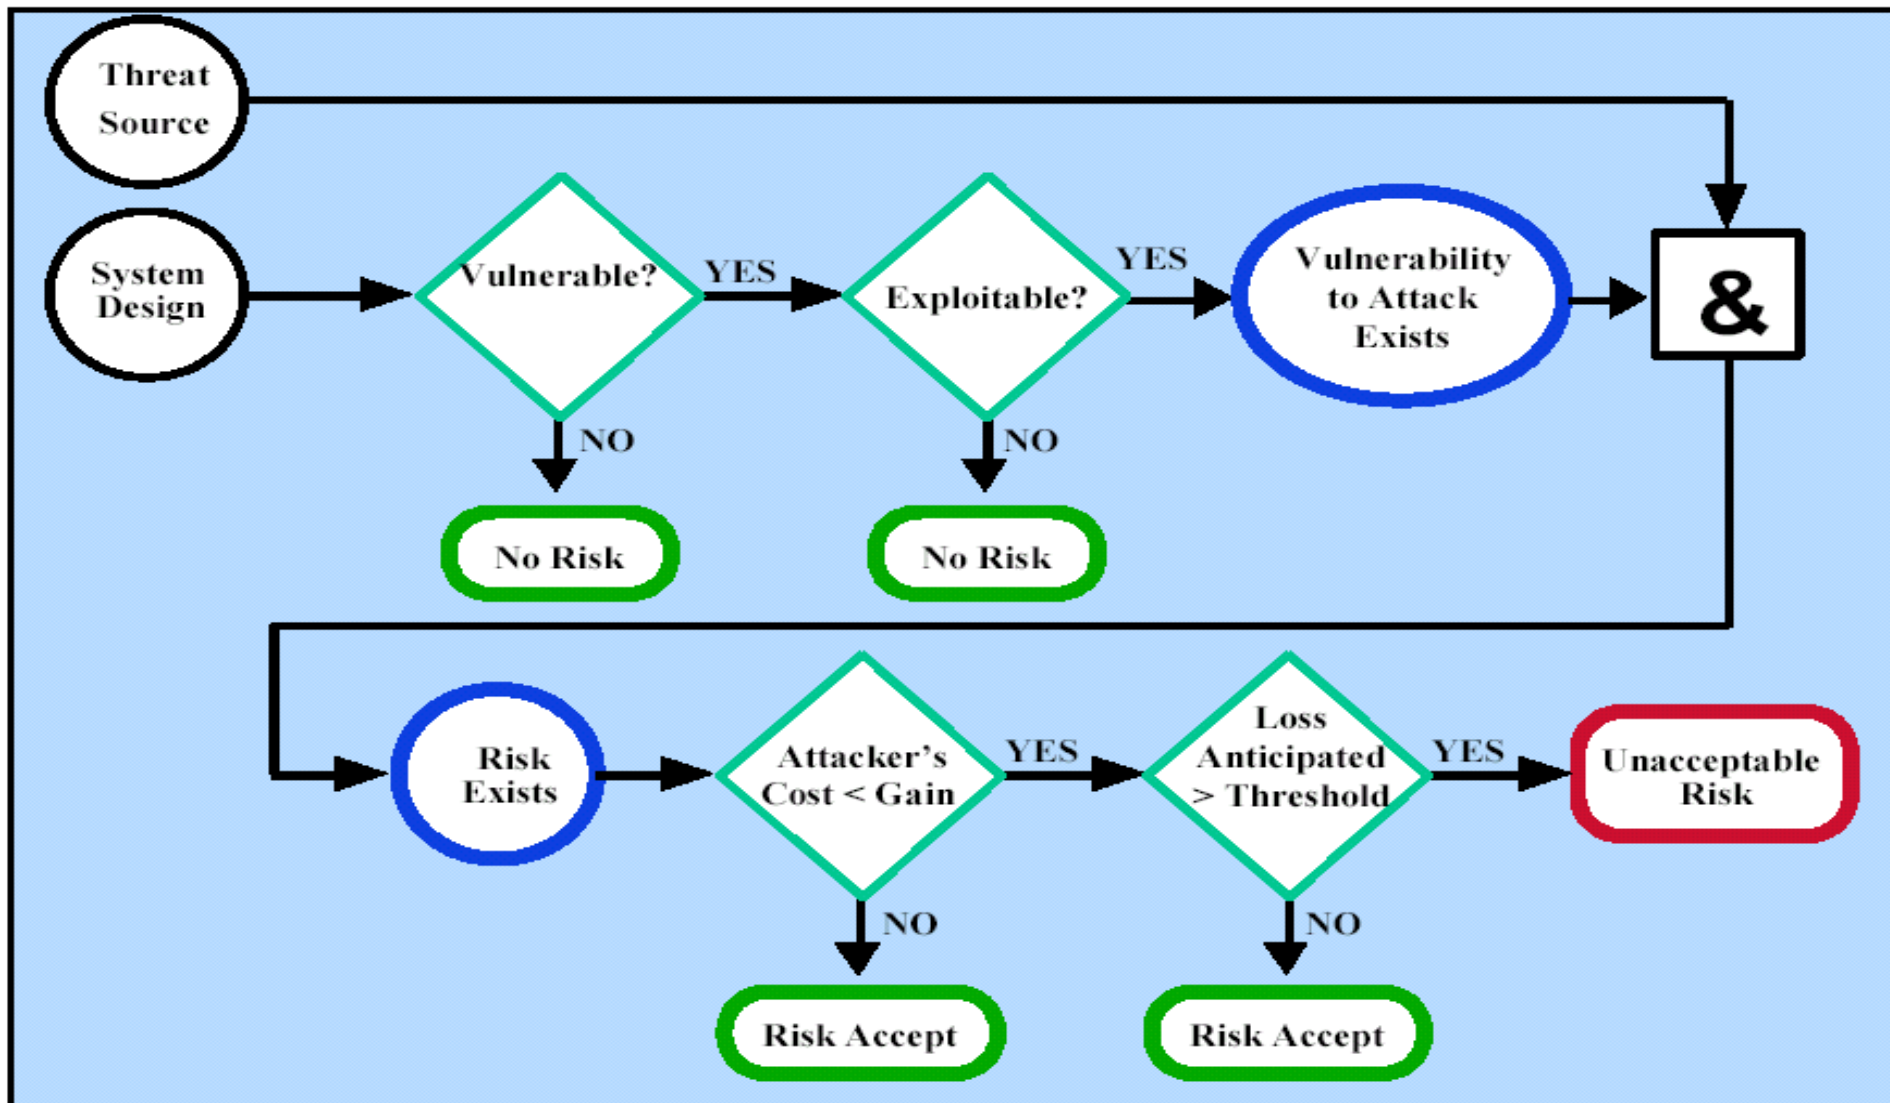 Threat
Source
System
Design
Vulnerable?
YES
NO
No Risk
Exploitable?
YES
NO
No Risk
Vulnerability
to Attack
Exists
&
Risk
Exists
Attacker's
Cost < Gain
YES
NO
Risk Accept
Loss
Anticipated
> Threshold
YES
NO
Risk Accept
Unacceptable
Risk